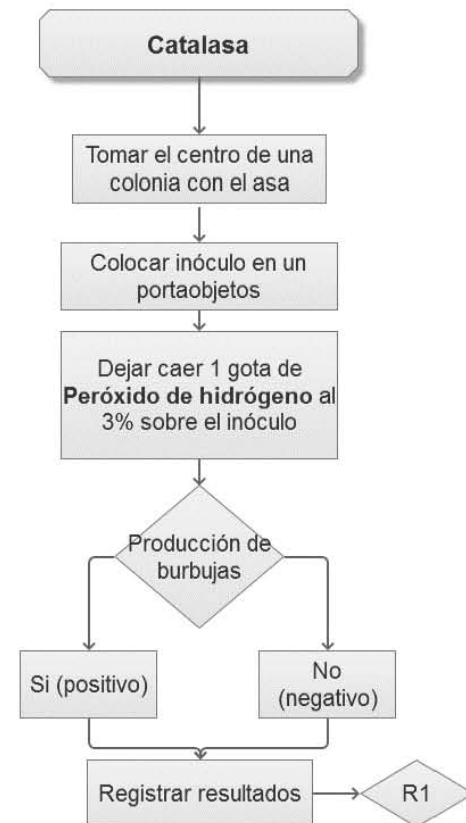 Catalasa
Tomar el centro de una
colonia con el asa
Colocar inóculo en un
portaobjetos
Dejar caer 1 gota de
Peróxido de hidrógeno al
3% sobre el inóculo
Producción de
burbujas
Si (positivo)
No
(negativo)
Registrar resultados
R1